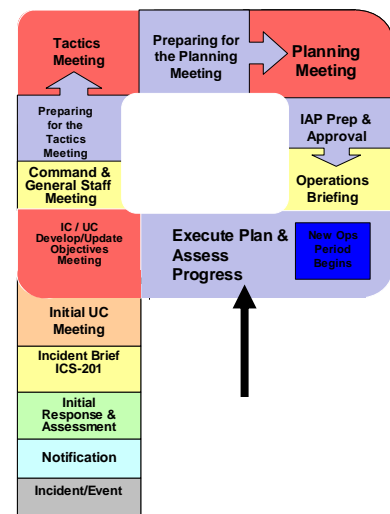 Tactics
Meeting
Preparing for
the Planning
Meeting
Planning
Meeting
Preparing
for the
Tactics
Meeting
IAP Prep &
Approval
Command &
General Staff
Meeting
Operations
Briefing
IC / UC
Develop/Update
Objectives
Meeting
Execute Plan &
Assess
Progress
New Ops
Period
Begins
Initial UC
Meeting
Incident Brief
ICS-201
Initial
Response &
Assessment
Notification
Incident/Event